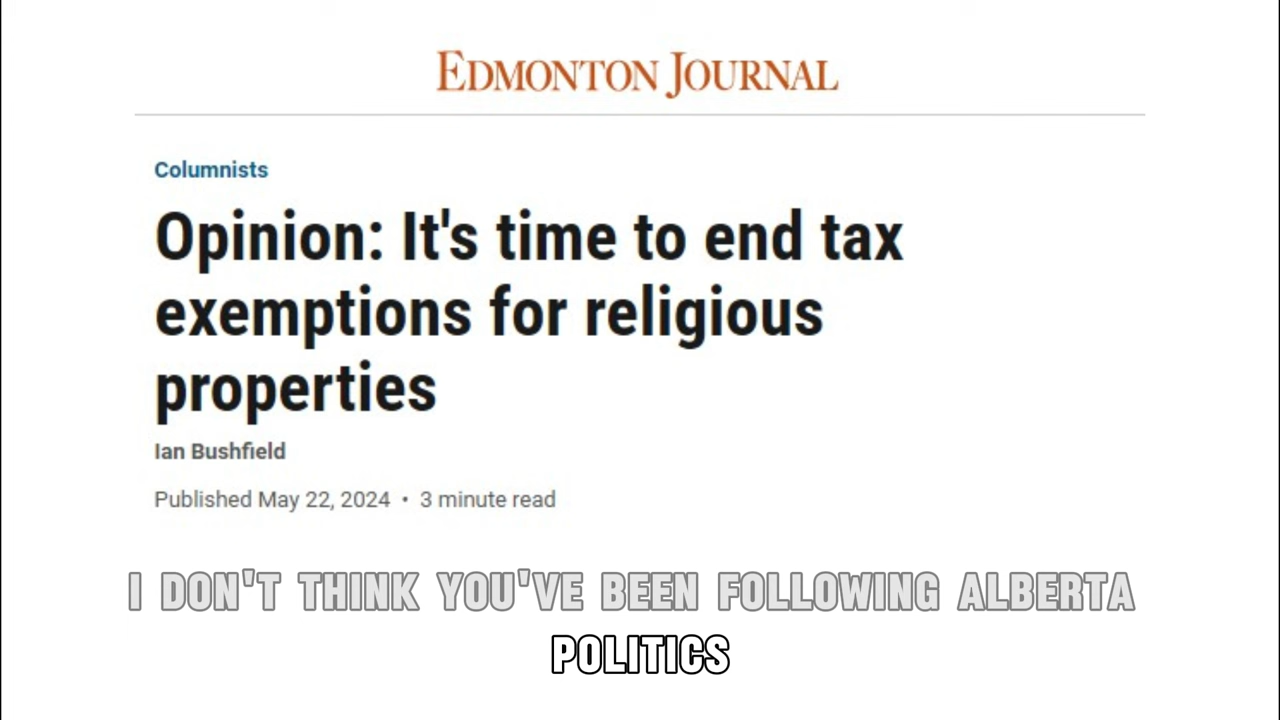 EDMONTON JOURNAL
Columnists
Opinion: It's time to end tax
exemptions for religious
properties
Ian Bushfield
Published May 22, 2024 • 3 minute read
I DON'T THINK YOU'VE BEEN FOLLOWING ALBERTA
POLITICS